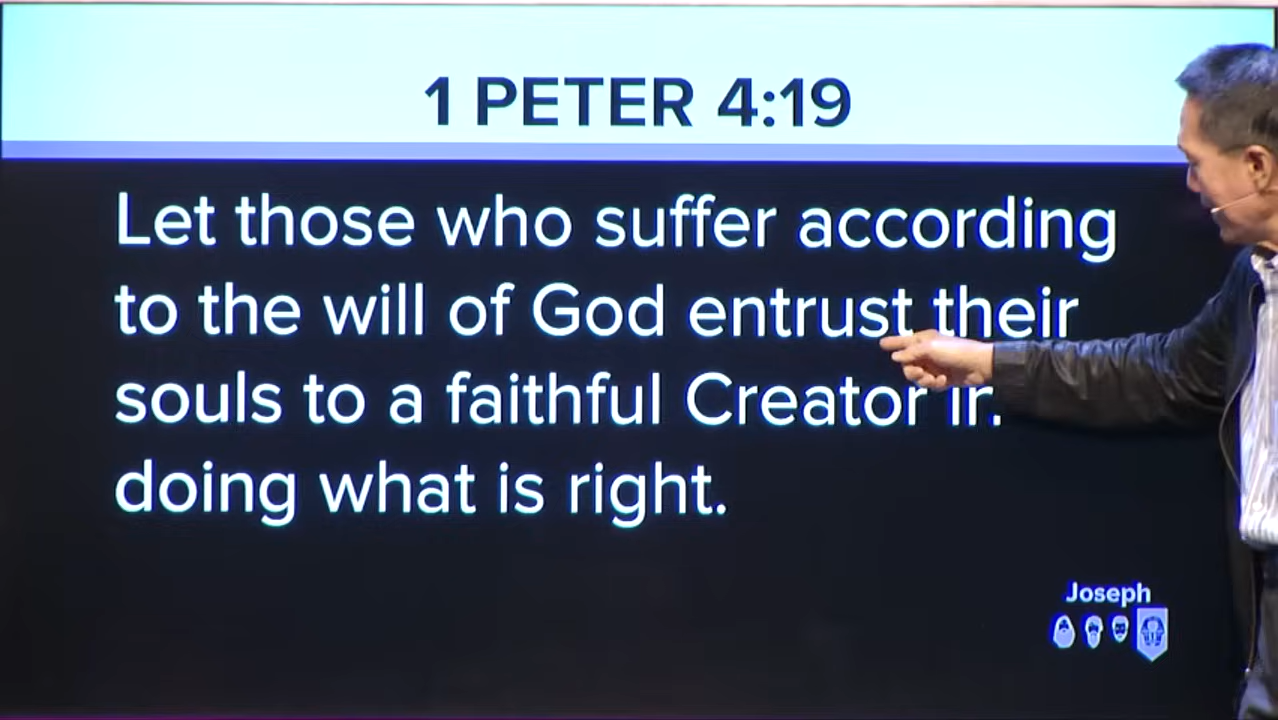 1 PETER 4:19
Let those who suffer according
to the will of God entrust their
souls to a faithful Creator in
doing what is right.
Joseph